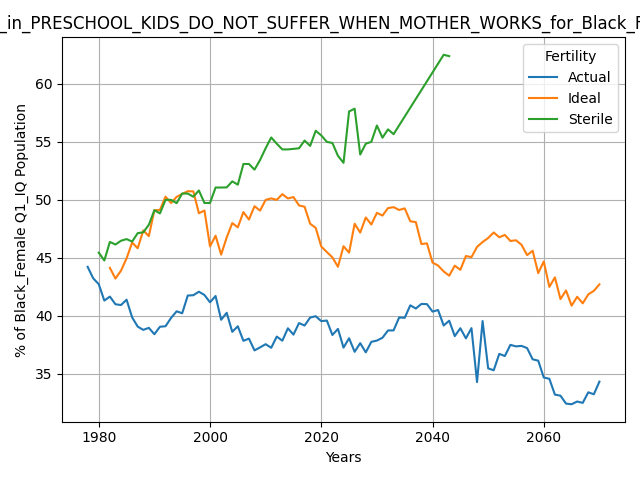 _in_PRESCHOOL_KIDS_DO_NOT_SUFFER_WHEN_MOTHER_WORKS_for_Black_F
% of Black_Female Q1_IQ Population
60
55
50
45
40
35
Fertility
Actual
Ideal
Sterile
1980
2000
2020
2040
2060
Years